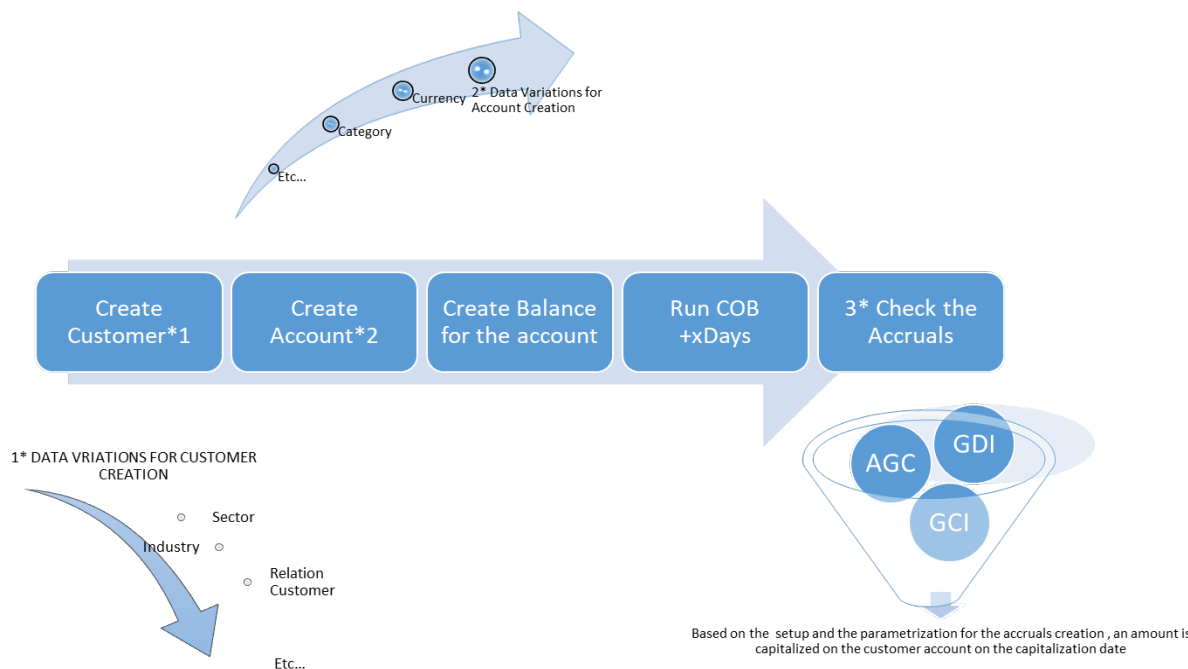 Currency
2* Data Variations for
Account Creation
Category
Etc...
Create
Customer*1
Create
Account*2
Create Balance
for the account
Run COB
+xDays
3* Check the
Accruals
1* DATA VRIATIONS FOR CUSTOMER
CREATION
Sector
Industry
Relation
Customer
Etc...
AGC
GDI
GCI
Based on the setup and the parametrization for the accruals creation , an amount is
capitalized on the customer account on the capitalization date